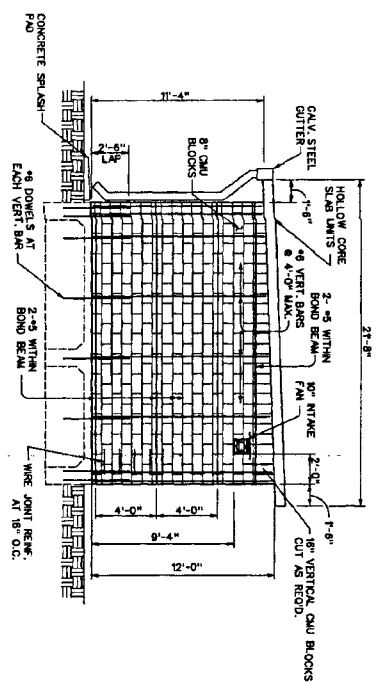 21'-8"
HOLLOW CORE
SLAB UNITS
1'-6"
GALV. STEEL
GUTTER
11'-4"
CONCRETE SPLASH
PAD
2'-6"
LAP
8" CMU
BLOCKS
#6 VERT. BARS
@ 4'-0" MAX.
2- #5 WITHIN
BOND BEAM
10" INTAKE
FAN
2'-0"
1'-6"
16" VERTICAL CMU BLOCKS
CUT AS REQ'D.
#6 DOWELS AT
EACH VERT. BAR
2-#5 WITHIN
BOND BEAM
WIRE JOINT REINF.
AT 16" O.C.
4'-0"
4'-0"
9'-4"
12'-0"